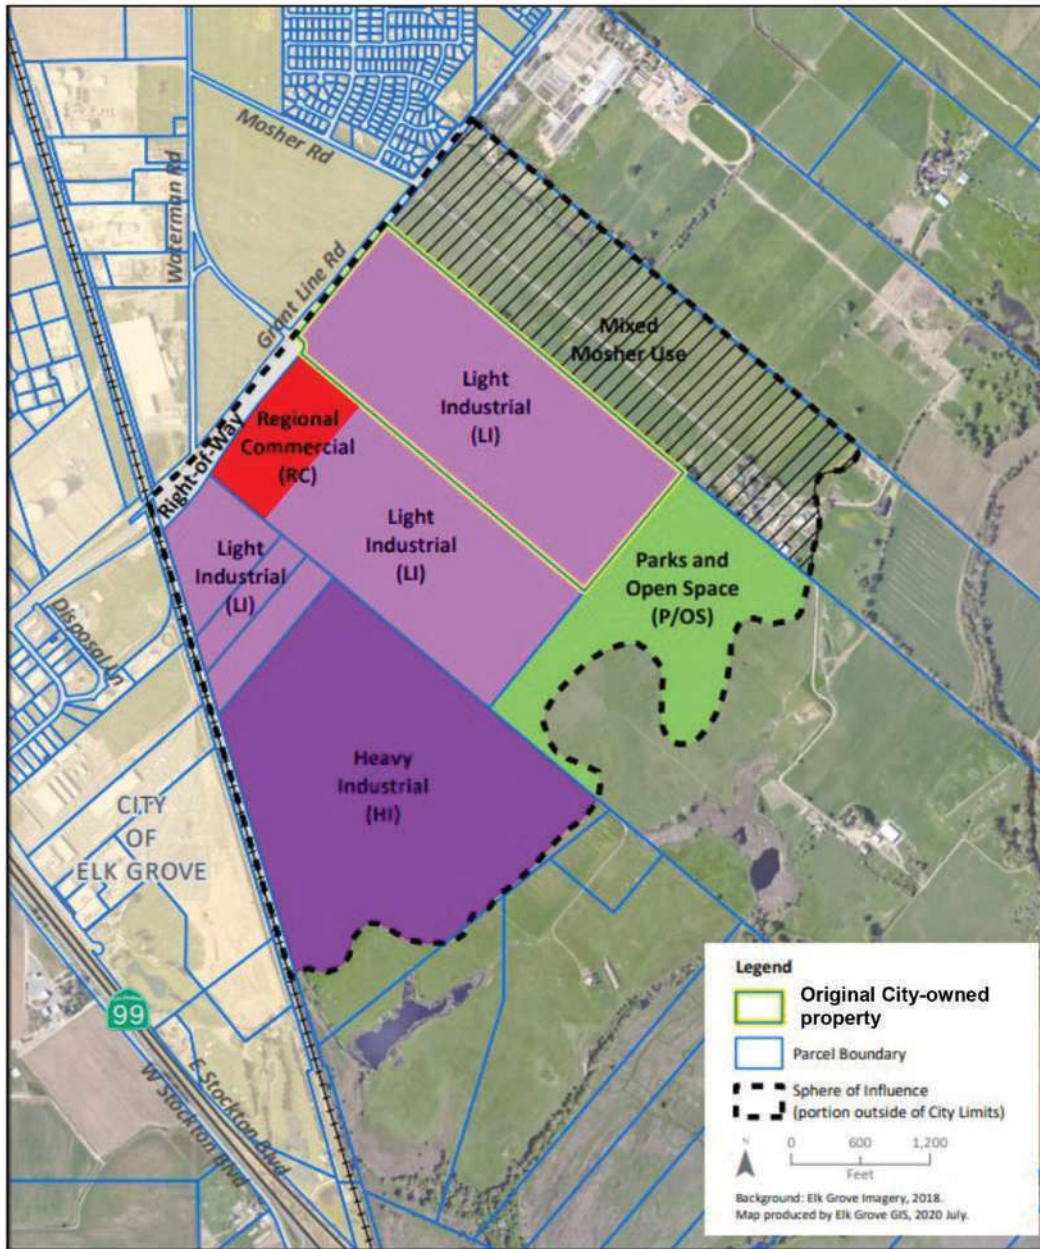 Mosher Rd
Waterman Rd
Grant Line Rd
Mixed
Mosher Use
Light
Industrial
(LI)
Regional
Commercial
(RC)
Right-of-Way
Light
Industrial
(LI)
Light
Industrial
(LI)
Parks and
Open Space
(P/OS)
Disposal Ln
Heavy
Industrial
(HI)
CITY
OF
ELK GROVE
99
E Stockton Blvd
W Stockton Blvd
Legend
Original City-owned
property
Parcel Boundary
Sphere of Influence
(portion outside of City Limits)
N
0 600 1,200
Feet
Background: Elk Grove Imagery, 2018.
Map produced by Elk Grove GIS, 2020 July.